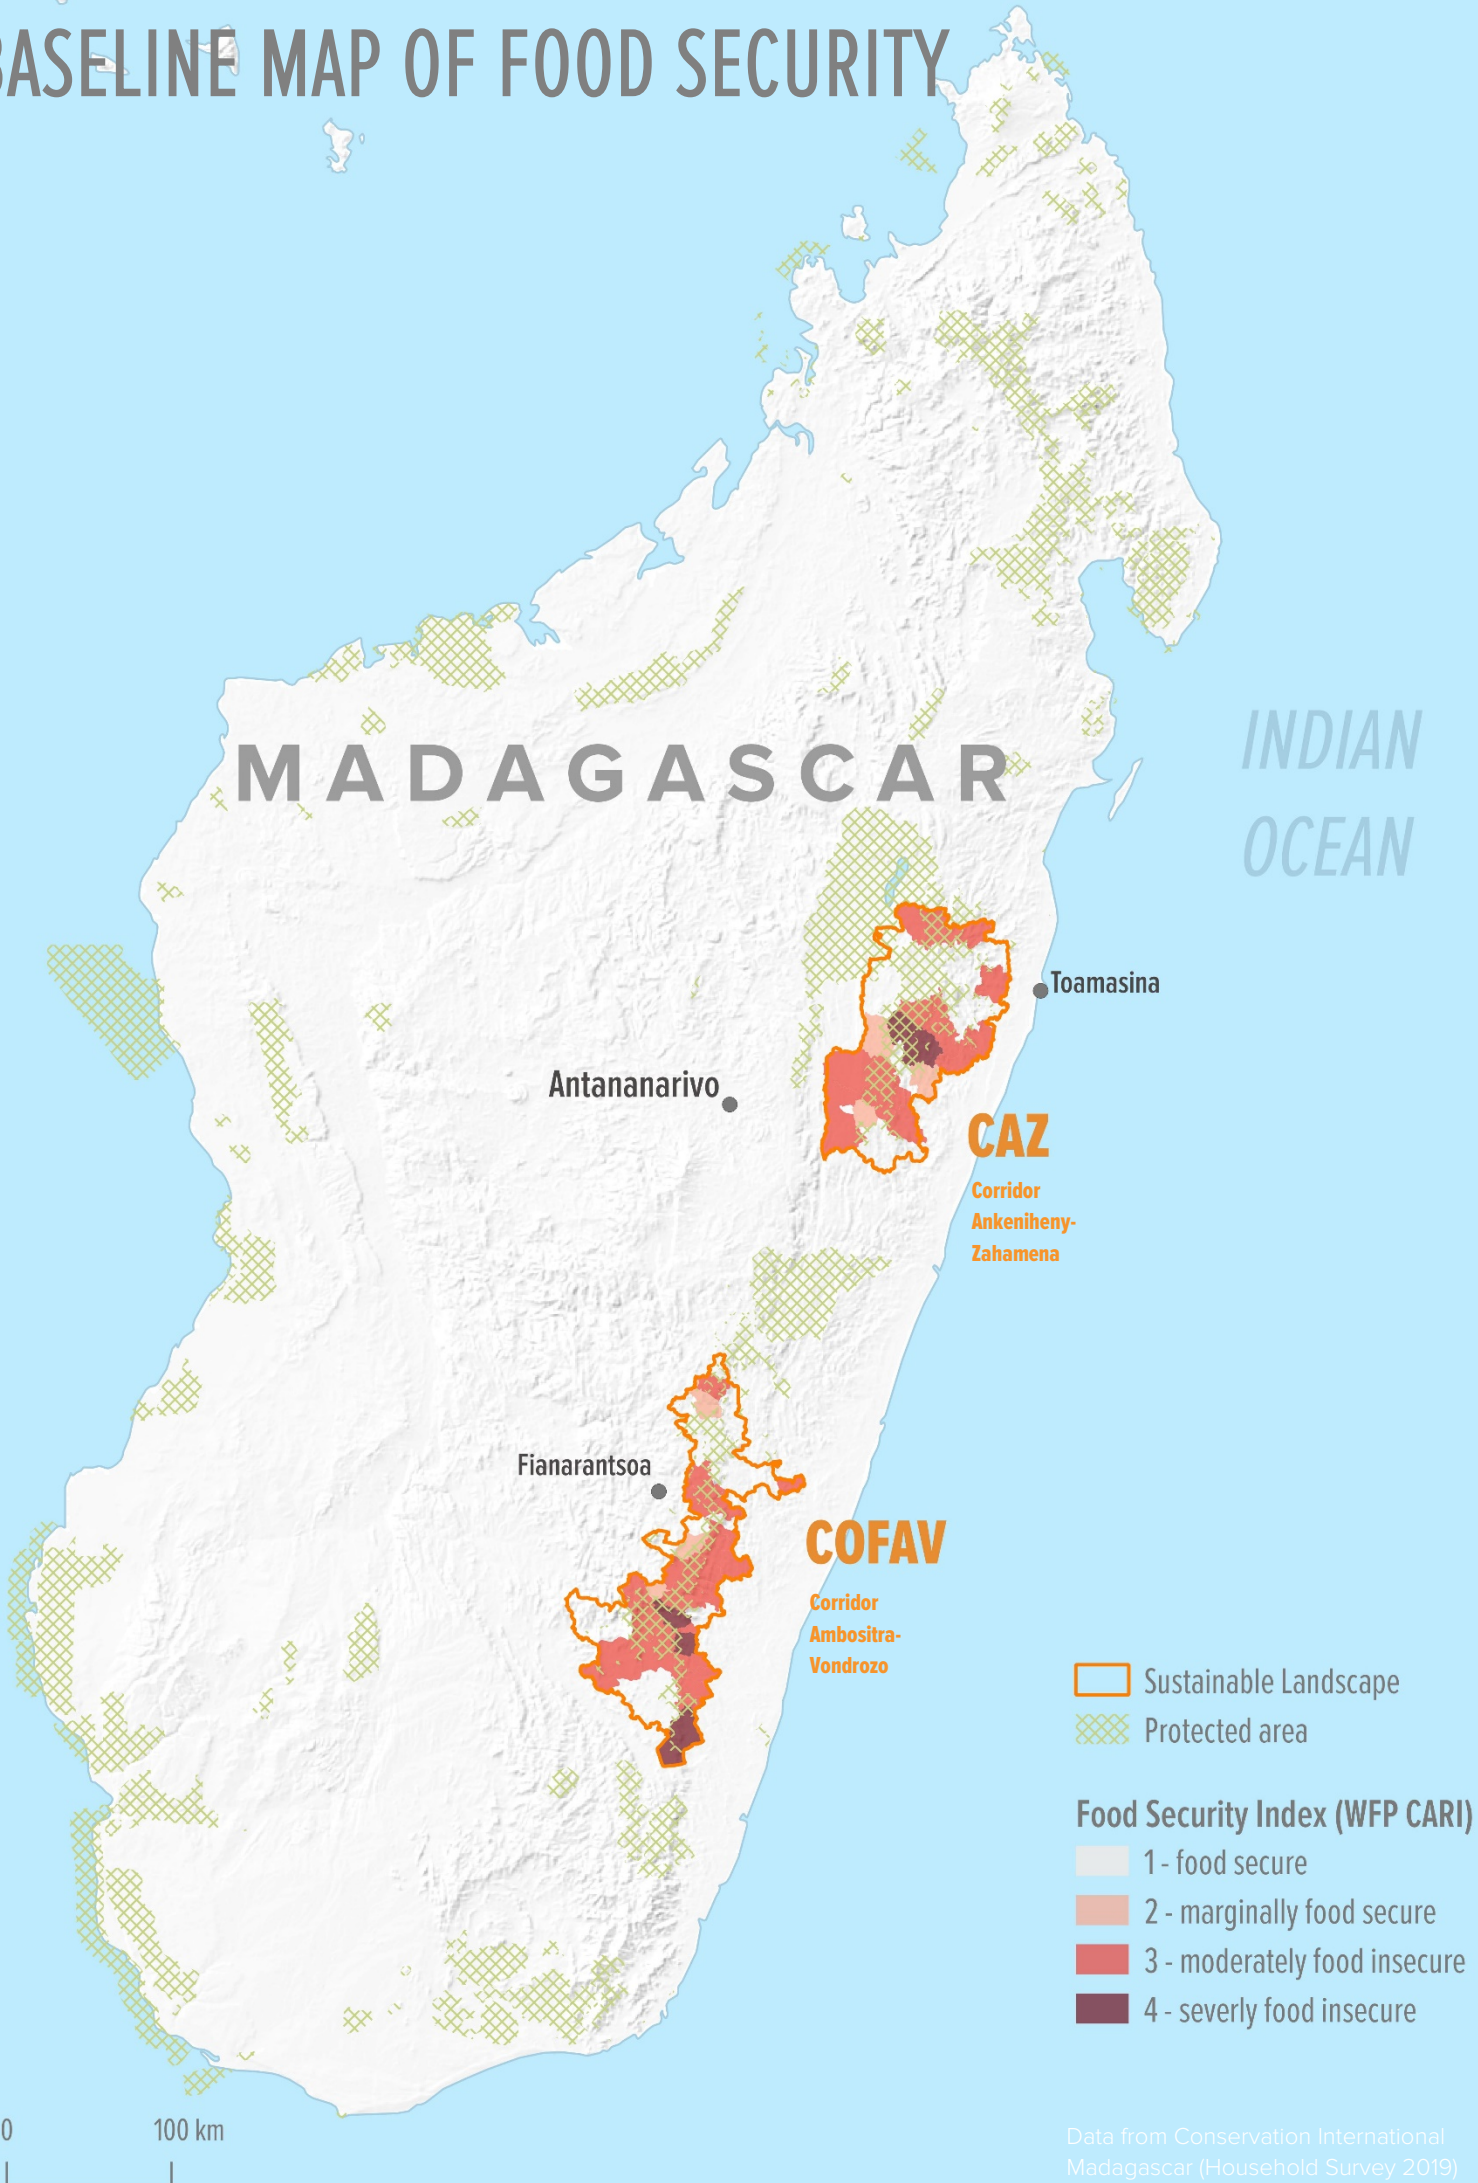 BASELINE MAP OF FOOD SECURITY
MADAGASCAR
INDIAN
OCEAN
Toamasina
Antananarivo
CAZ
Corridor
Ankeniheny-
Zahamena
Fianarantsoa
COFAV
Corridor
Ambositra-
Vondrozo
Sustainable Landscape
Protected area
Food Security Index (WFP CARI)
1 - food secure
2 - marginally food secure
3 - moderately food insecure
4 - severly food insecure
0 100 km
Data from Conservation International
Madagascar (Household Survey 2019)